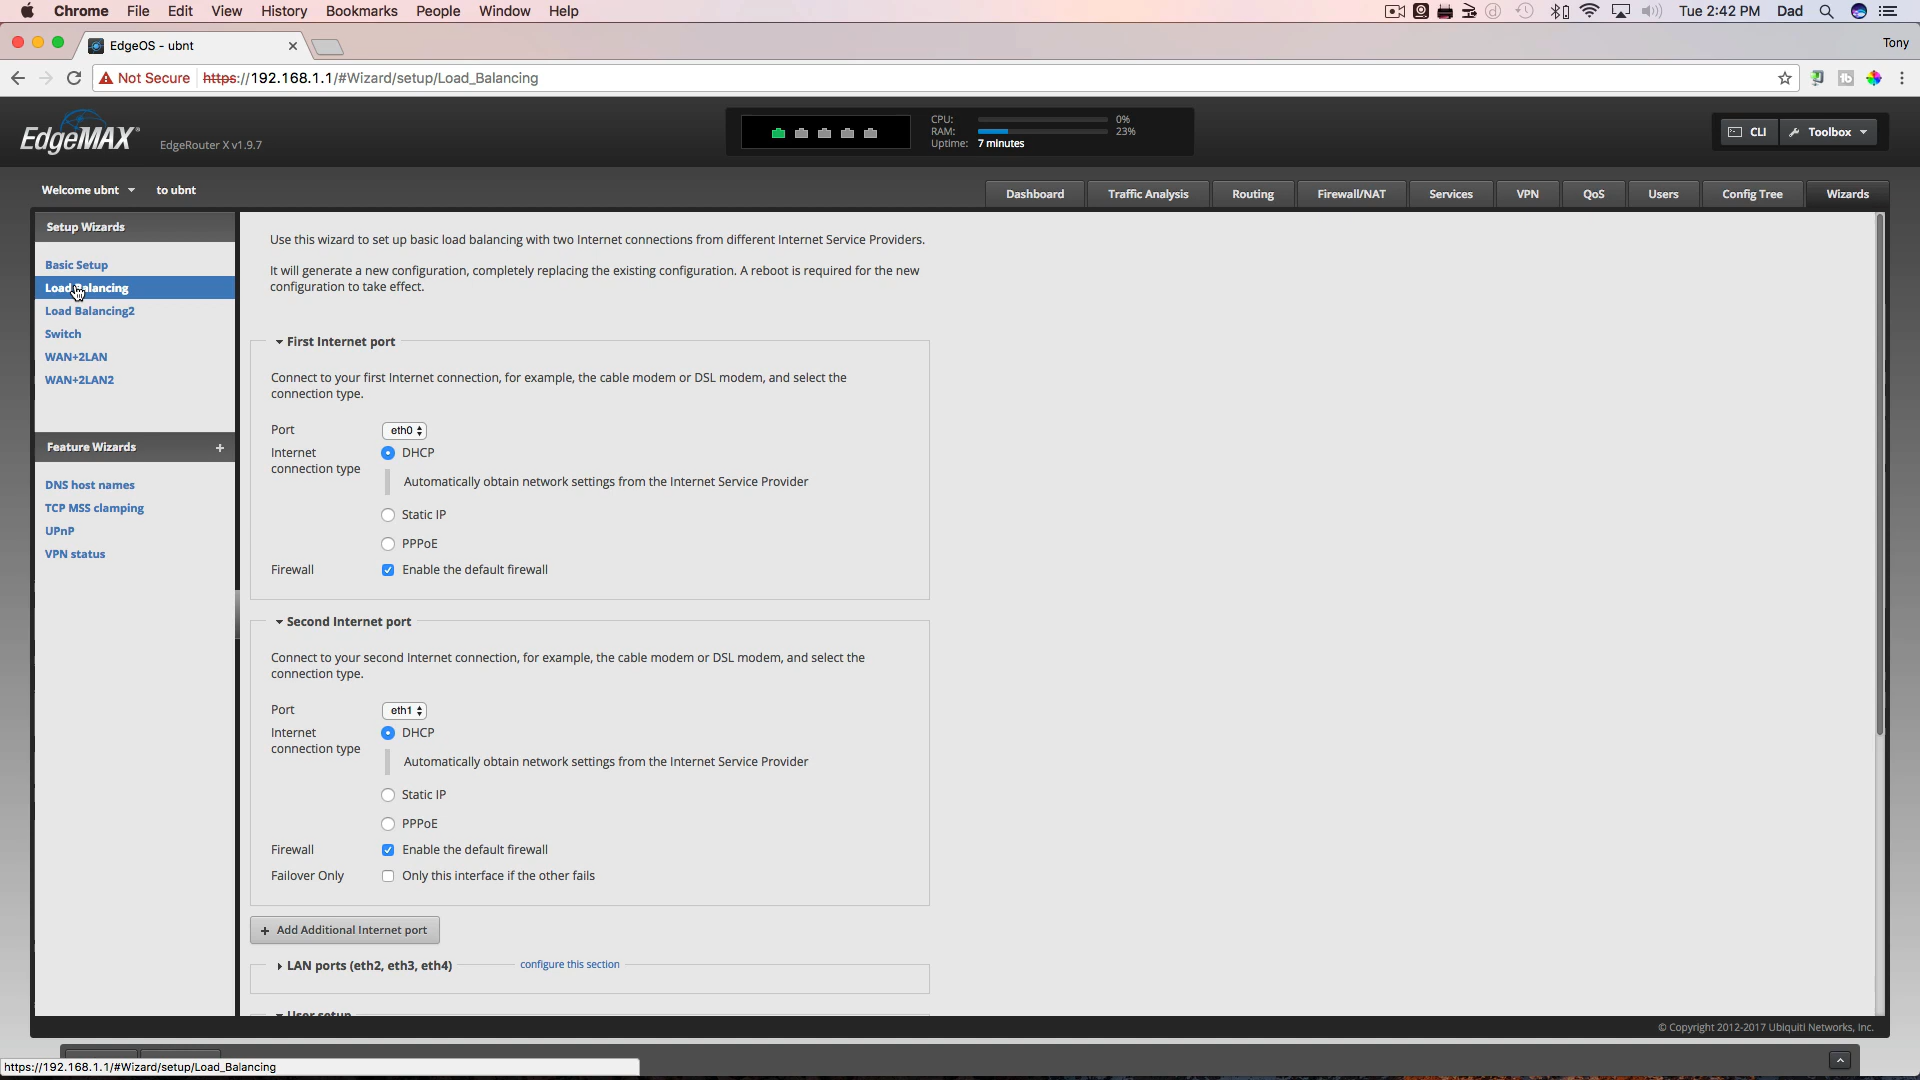 Chrome File Edit View History Bookmarks People Window Help
Tue 2:42 PM Dad
EdgeOS - ubnt
Tony
Not Secure https://192.168.1.1/#Wizard/setup/Load_Balancing
EdgeMAX
EdgeRouter X v1.9.7
CPU: 0%
RAM: 23%
Uptime: 7 minutes
CLI
Toolbox
Welcome ubnt to ubnt
Dashboard Traffic Analysis Routing Firewall/NAT Services VPN QoS Users Config Tree Wizards
Setup Wizards
Basic Setup
Load Balancing
Load Balancing2
Switch
WAN+2LAN
WAN+2LAN2
Feature Wizards +
DNS host names
TCP MSS clamping
UPnP
VPN status
Use this wizard to set up basic load balancing with two Internet connections from different Internet Service Providers.
It will generate a new configuration, completely replacing the existing configuration. A reboot is required for the new
configuration to take effect.
First Internet port
Connect to your first Internet connection, for example, the cable modem or DSL modem, and select the
connection type.
Port eth0
Internet
connection type
DHCP
Automatically obtain network settings from the Internet Service Provider
Static IP
PPPoE
Firewall Enable the default firewall
Second Internet port
Connect to your second Internet connection, for example, the cable modem or DSL modem, and select the
connection type.
Port eth1
Internet
connection type
DHCP
Automatically obtain network settings from the Internet Service Provider
Static IP
PPPoE
Firewall Enable the default firewall
Failover Only Only this interface if the other fails
+ Add Additional Internet port
LAN ports (eth2, eth3, eth4) configure this section
User setup
© Copyright 2012-2017 Ubiquiti Networks, Inc.
https://192.168.1.1/#Wizard/setup/Load_Balancing